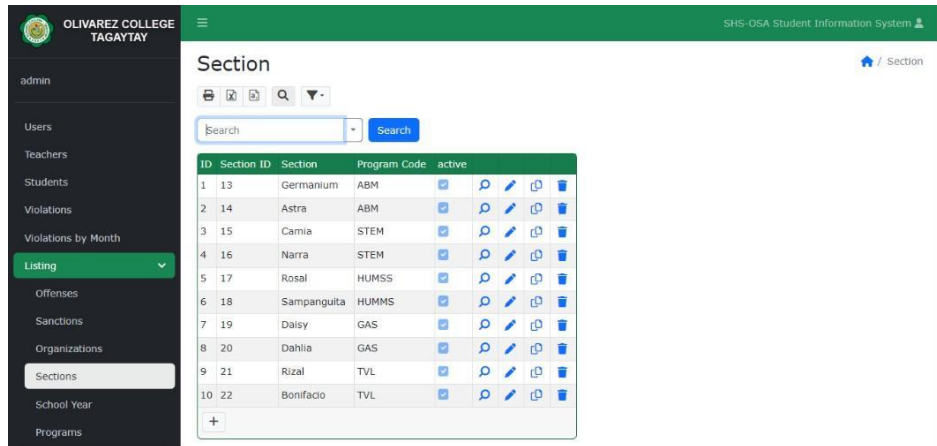 OLIVAREZ COLLEGE
TAGAYTAY
SHS-OSA Student Information System
admin
Users
Teachers
Students
Violations
Violations by Month
Listing
Offenses
Sanctions
Organizations
Sections
School Year
Programs
Section
/ Section
Search
Search
ID Section ID Section Program Code active
1 13 Germanium ABM
2 14 Astra ABM
3 15 Camia STEM
4 16 Narra STEM
5 17 Rosal HUMSS
6 18 Sampanguita HUMMS
7 19 Daisy GAS
8 20 Dahlia GAS
9 21 Rizal TVL
10 22 Bonifacio TVL